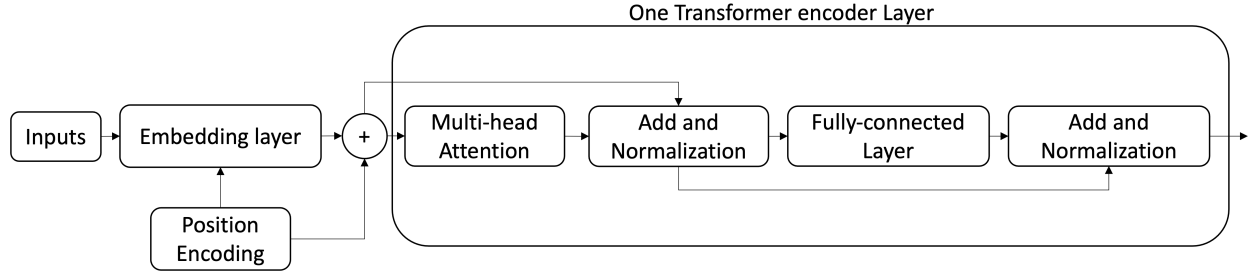 One Transformer encoder Layer
Inputs
Embedding layer
+
Multi-head
Attention
Add and
Normalization
Fully-connected
Layer
Add and
Normalization
Position
Encoding